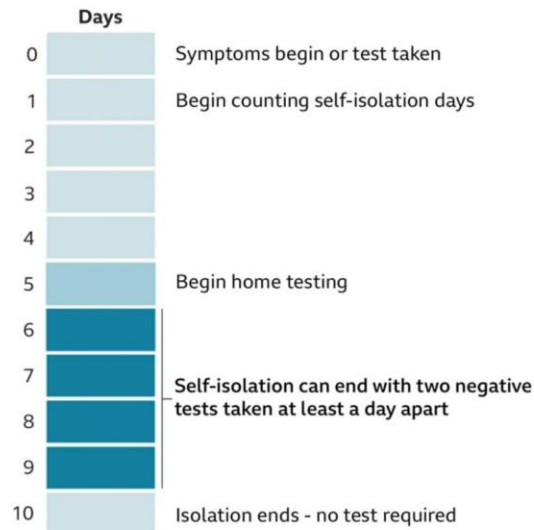 Days
0 Symptoms begin or test taken
1 Begin counting self-isolation days
2
3
4
5 Begin home testing
6
7
Self-isolation can end with two negative
tests taken at least a day apart
8
9
10 Isolation ends - no test required